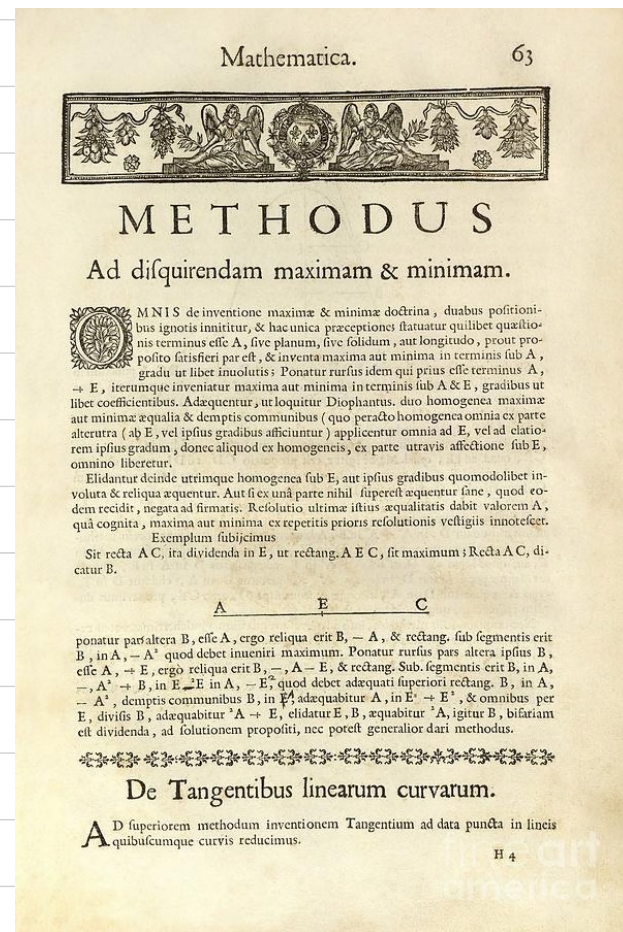 Mathematica. 63
METHODUS
Ad diſquirendam maximam & minimam.
OMNIS de inventione maximæ & minimæ doctrina, duabus poſitioni-
bus ignotis innititur, & hac unica præceptiones ſtatuatur quilibet quæſtio-
nis terminus eſſe A, ſive planum, ſive ſolidum, aut longitudo, prout pro-
poſito ſatisfieri par eſt, & inventa maxima aut minima in terminis ſub A,
gradu ut libet inuolutis; Ponatur rurſus idem qui prius eſſe terminus A,
+ E, iterumque inveniatur maxima aut minima in terminis ſub A & E, gradibus ut
libet coefficientibus. Adæquentur, ut loquitur Diophantus. duo homogenea maximæ
aut minimæ æqualia & demptis communibus (quo peracto homogenea omnia ex parte
alterutra (ab E, vel ipſius gradibus afficiuntur) applicentur omnia ad E, vel ad elatio-
rem ipſius gradum, donec aliquod ex homogeneis, ex parte utravis affectione ſub E,
omnino liberetur.
Elidantur deinde utrimque homogenea ſub E, aut ipſius gradibus quomodolibet in-
voluta & reliqua æquentur. Aut ſi ex unâ parte nihil ſupereſt æquentur ſane, quod eo-
dem recidit, negata ad firmatis. Reſolutio ultimæ iſtius æqualitatis dabit valorem A,
quâ cognita, maxima aut minima ex repetitis prioris reſolutionis veſtigiis innoteſcet.
Exemplum ſubijcimus
Sit recta A C, ita dividenda in E, ut rectang. A E C, ſit maximum; Recta A C, di-
catur B.
A E C
ponatur pars altera B, eſſe A, ergo reliqua erit B, — A, & rectang. ſub ſegmentis erit
B, in A, — A² quod debet inueniri maximum. Ponatur rurſus pars altera ipſius B,
eſſe A, + E, ergò reliqua erit B, —, A — E, & rectang. Sub. ſegmentis erit B, in A,
—, A² + B, in E ²E in A, — E², quod debet adæquati ſuperiori rectang. B, in A,
— A², demptis communibus B, in adæquabitur A, in E² + E², & omnibus per
E, diviſis B, adæquabitur ²A + E, elidatur E, B, æquabitur ²A, igitur B, bifariam
eſt dividenda, ad ſolutionem propoſiti, nec poteſt generalior dari methodus.
De Tangentibus linearum curvarum.
AD ſuperiorem methodum inventionem Tangentium ad data puncta in lineis
quibuſcumque curvis reducimus.
H 4
fine art
america